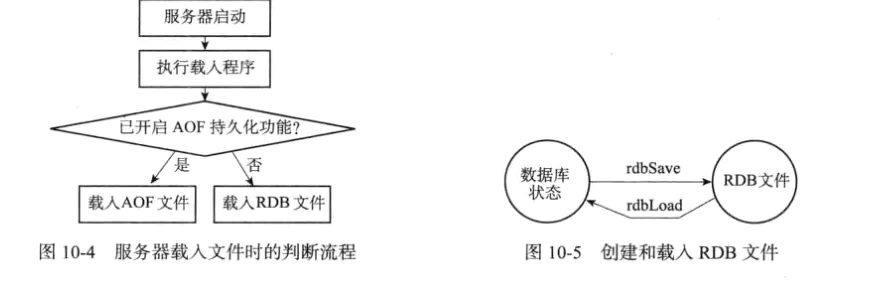 服务器启动
执行载入程序
已开启 AOF 持久化功能?
是
否
载入AOF 文件
载入RDB 文件
图 10-4 服务器载入文件时的判断流程
数据库
状态
rdbSave
RDB文件
rdbLoad
图 10-5 创建和载入 RDB 文件